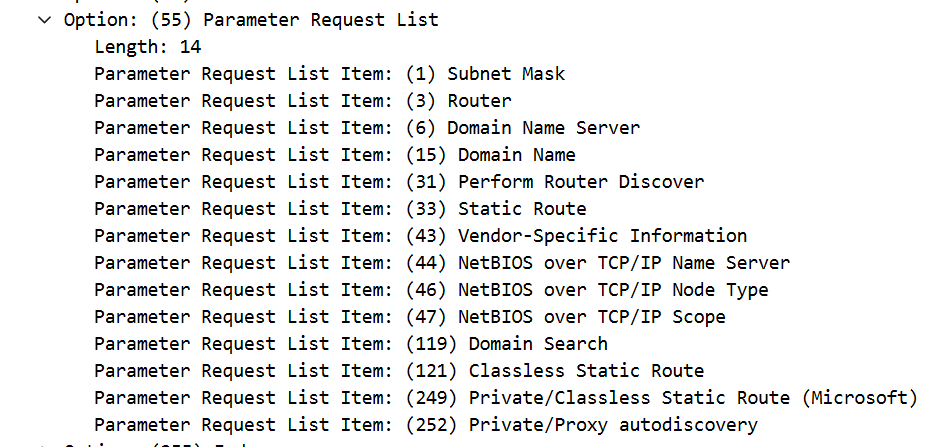 Option: (55) Parameter Request List
Length: 14
Parameter Request List Item: (1) Subnet Mask
Parameter Request List Item: (3) Router
Parameter Request List Item: (6) Domain Name Server
Parameter Request List Item: (15) Domain Name
Parameter Request List Item: (31) Perform Router Discover
Parameter Request List Item: (33) Static Route
Parameter Request List Item: (43) Vendor-Specific Information
Parameter Request List Item: (44) NetBIOS over TCP/IP Name Server
Parameter Request List Item: (46) NetBIOS over TCP/IP Node Type
Parameter Request List Item: (47) NetBIOS over TCP/IP Scope
Parameter Request List Item: (119) Domain Search
Parameter Request List Item: (121) Classless Static Route
Parameter Request List Item: (249) Private/Classless Static Route (Microsoft)
Parameter Request List Item: (252) Private/Proxy autodiscovery